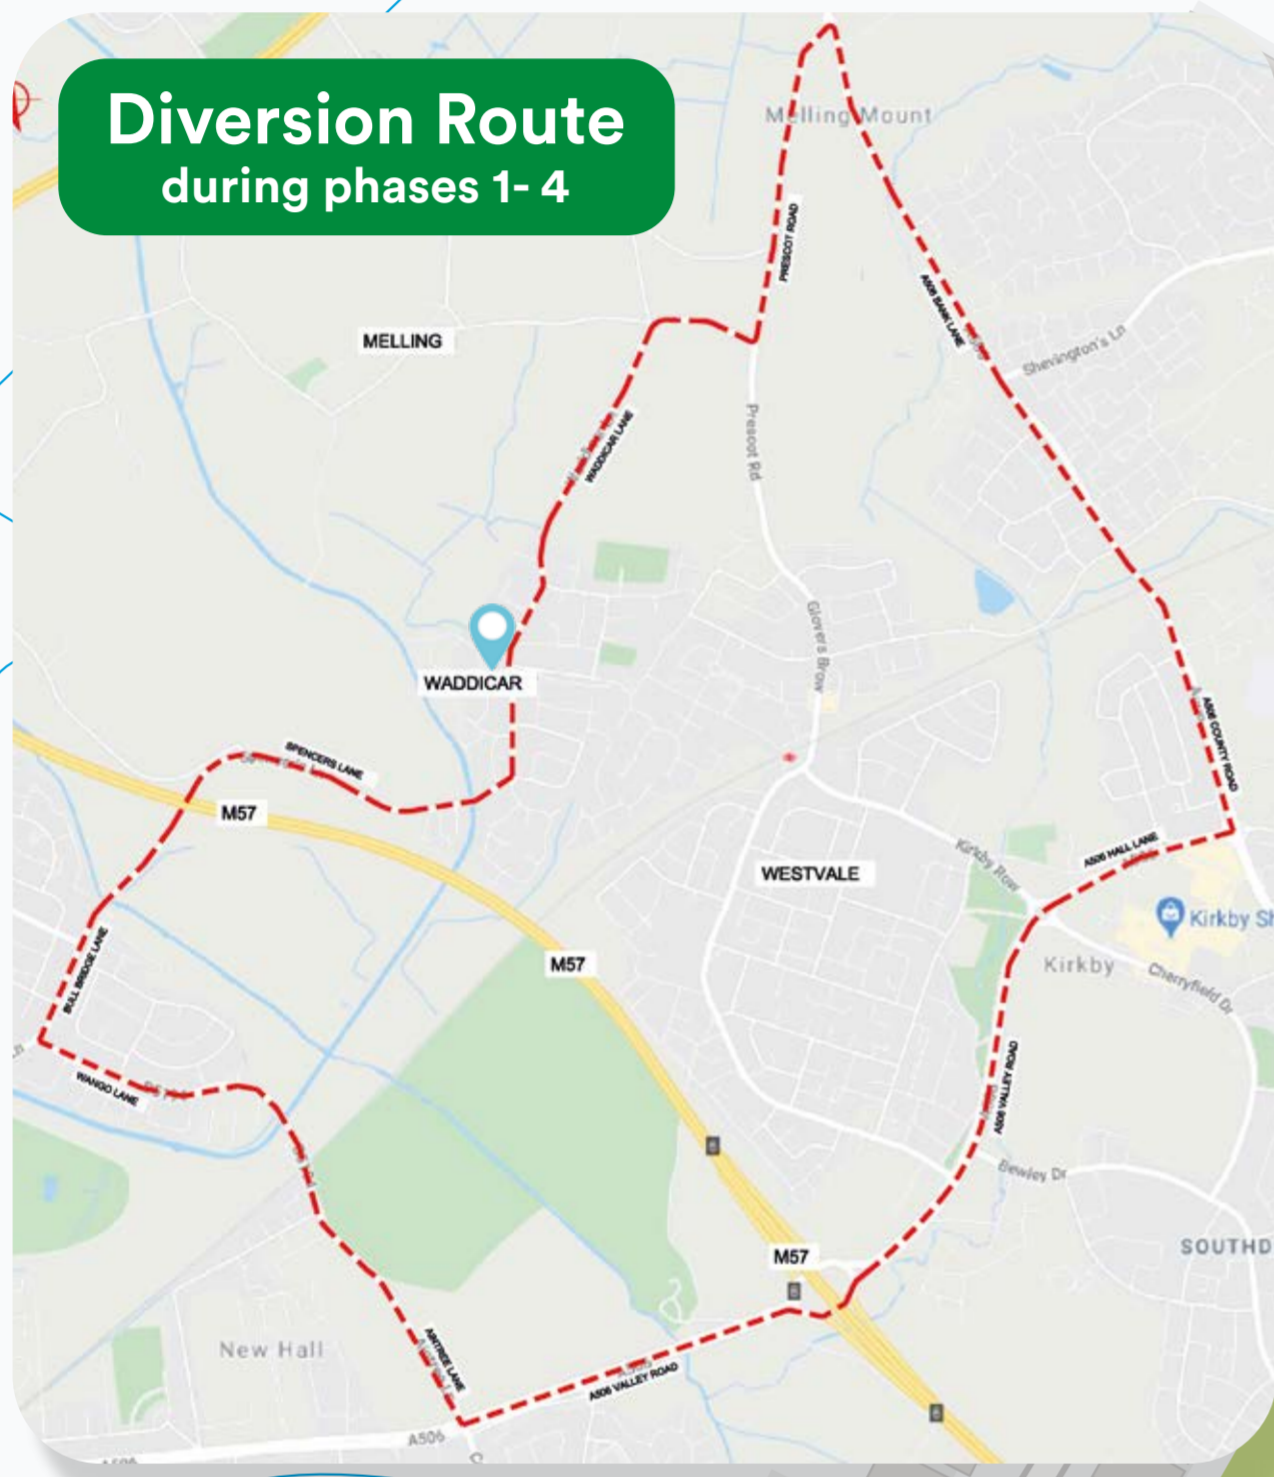 Diversion Route
during phases 1- 4
Melling Mount
PRESCOT ROAD
A506 BANK LANE
MELLING
Shevington's Ln
WADDICAR LANE
Prescot Rd
Glovers Brow
WADDICAR
A506 COUNTY ROAD
SPENCERS LANE
M57
A506 HALL LANE
Kirkby Row
WESTVALE
Kirkby Sh
BULL BRIDGE LANE
M57
Kirkby
Cherryfield Dr
Ln
WANGO LANE
A506 VALLEY ROAD
Bewley Dr
M57
SOUTHD
New Hall
AINTREE LANE
A506 VALLEY ROAD
A506